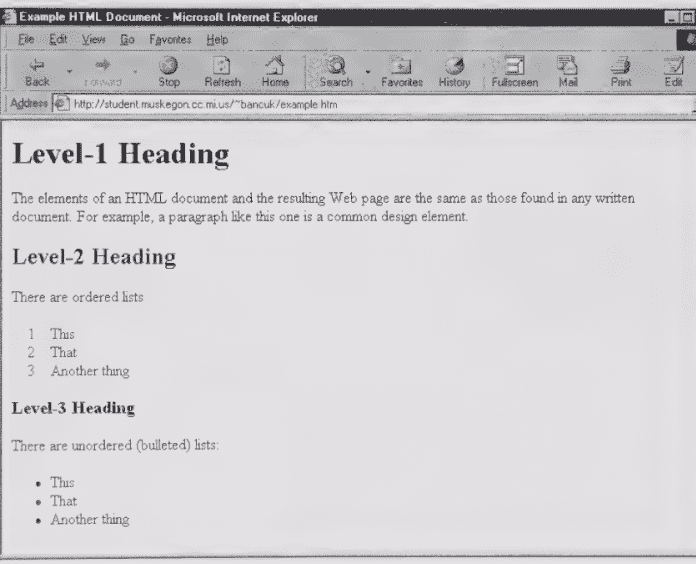 Example HTML Document - Microsoft Internet Explorer
File Edit View Go Favorites Help
Back Forward Stop Refresh Home Search Favorites History Fullscreen Mail Print Edit
Address http://student.muskegon.cc.mi.us/~bancuk/example.htm
Level-1 Heading
The elements of an HTML document and the resulting Web page are the same as those found in any written
document. For example, a paragraph like this one is a common design element.
Level-2 Heading
There are ordered lists
1 This
2 That
3 Another thing
Level-3 Heading
There are unordered (bulleted) lists:
• This
• That
• Another thing